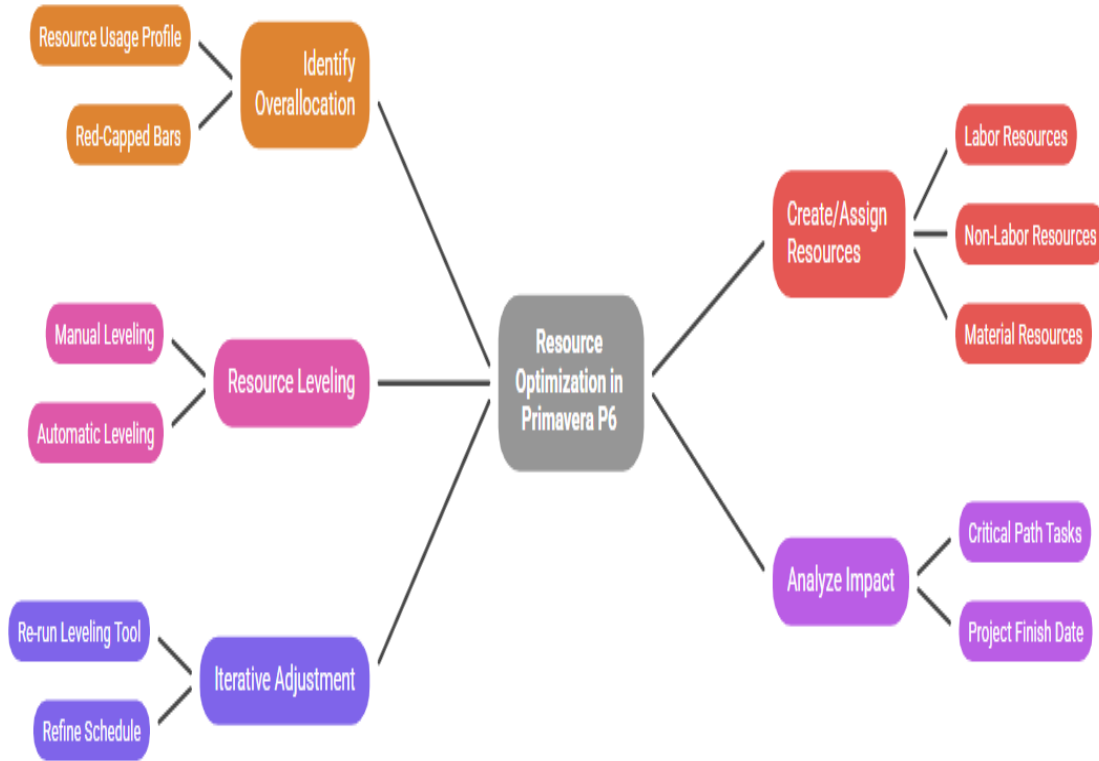 Resource Usage Profile
Red-Capped Bars
Identify
Overallocation
Manual Leveling
Automatic Leveling
Resource Leveling
Re-run Leveling Tool
Refine Schedule
Iterative Adjustment
Resource
Optimization in
Primavera P6
Create/Assign
Resources
Labor Resources
Non-Labor Resources
Material Resources
Analyze Impact
Critical Path Tasks
Project Finish Date